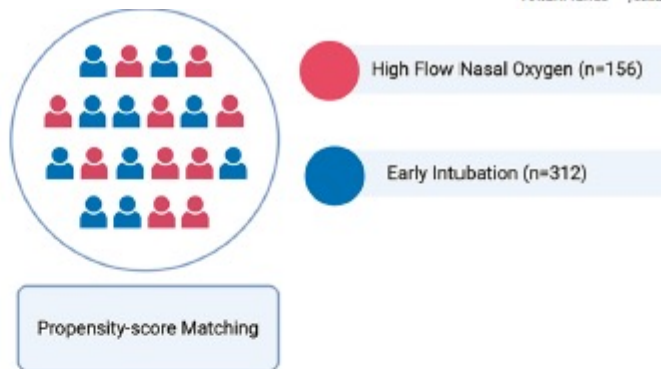 High Flow Nasal Oxygen (n=156)
Early Intubation (n=312)
Propensity-score Matching